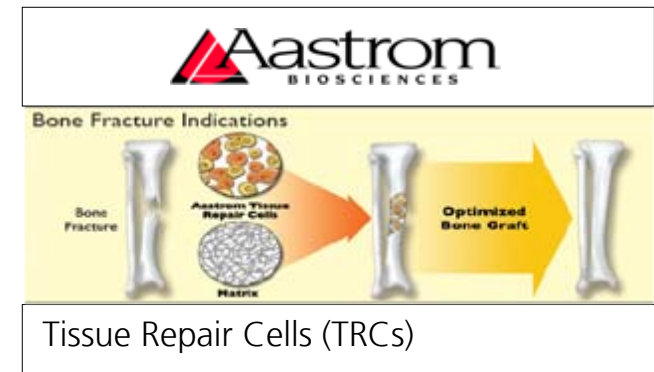 Aastrom
BIOSCIENCES
Bone Fracture Indications
Bone
Fracture
Aastrom Tissue
Repair Cells
Matrix
Optimized
Bone Graft
Tissue Repair Cells (TRCs)